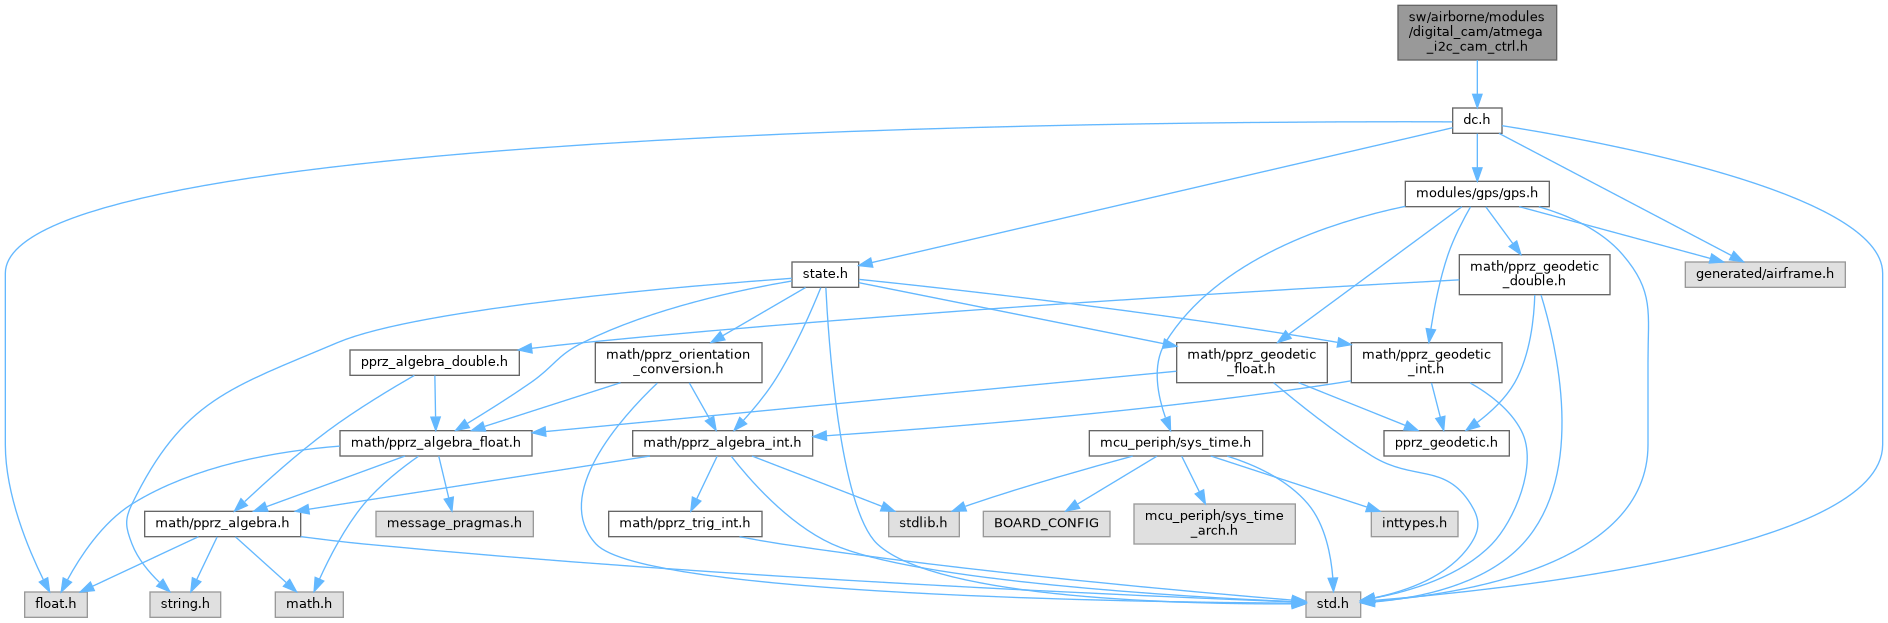 sw/airborne/modules
/digital_cam/atmega
_i2c_cam_ctrl.h
dc.h
modules/gps/gps.h
state.h
math/pprz_geodetic
_double.h
generated/airframe.h
pprz_algebra_double.h
math/pprz_orientation
_conversion.h
math/pprz_geodetic
_float.h
math/pprz_geodetic
_int.h
math/pprz_algebra_float.h
math/pprz_algebra_int.h
mcu_periph/sys_time.h
pprz_geodetic.h
math/pprz_algebra.h
message_pragmas.h
math/pprz_trig_int.h
stdlib.h
BOARD_CONFIG
mcu_periph/sys_time
_arch.h
inttypes.h
float.h
string.h
math.h
std.h